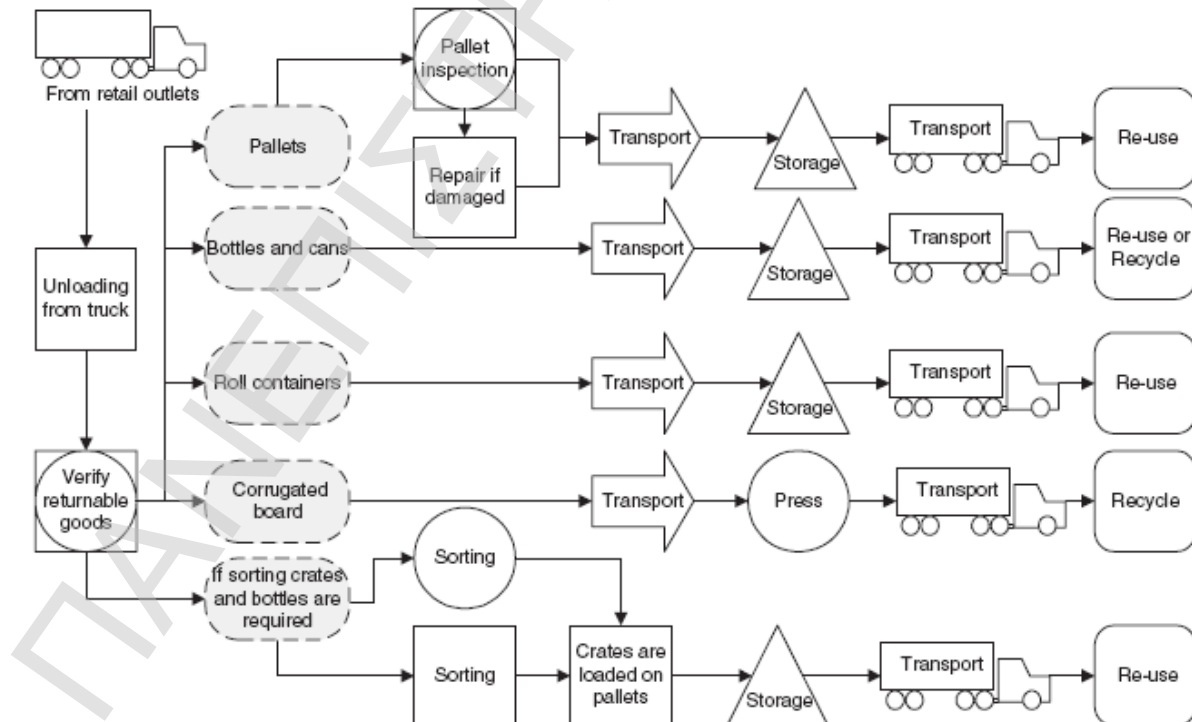 From retail outlets
Unloading
from truck
Verify
returnable
goods
Pallets
Pallet
inspection
Repair if
damaged
Transport
Storage
Transport
Re-use
Bottles and cans
Transport
Storage
Transport
Re-use or
Recycle
Roll containers
Transport
Storage
Transport
Re-use
Corrugated
board
Transport
Press
Transport
Recycle
If sorting crates
and bottles are
required
Sorting
Sorting
Crates are
loaded on
pallets
Storage
Transport
Re-use
ΠΑΝΕΠΙΣΤΗ